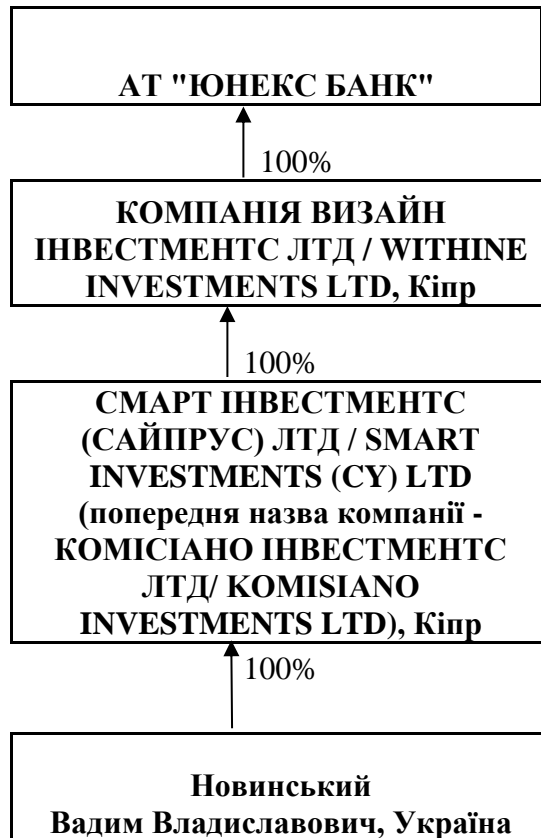 АТ "ЮНЕКС БАНК"
100%
КОМПАНІЯ ВИЗАЙН
ІНВЕСТМЕНТС ЛТД / WITHINE
INVESTMENTS LTD, Кіпр
100%
СМАРТ ІНВЕСТМЕНТС
(САЙПРУС) ЛТД / SMART
INVESTMENTS (CY) LTD
(попередня назва компанії -
КОМІСІАНО ІНВЕСТМЕНТС
ЛТД/ KOMISIANO
INVESTMENTS LTD), Кіпр
100%
Новинський
Вадим Владиславович, Україна